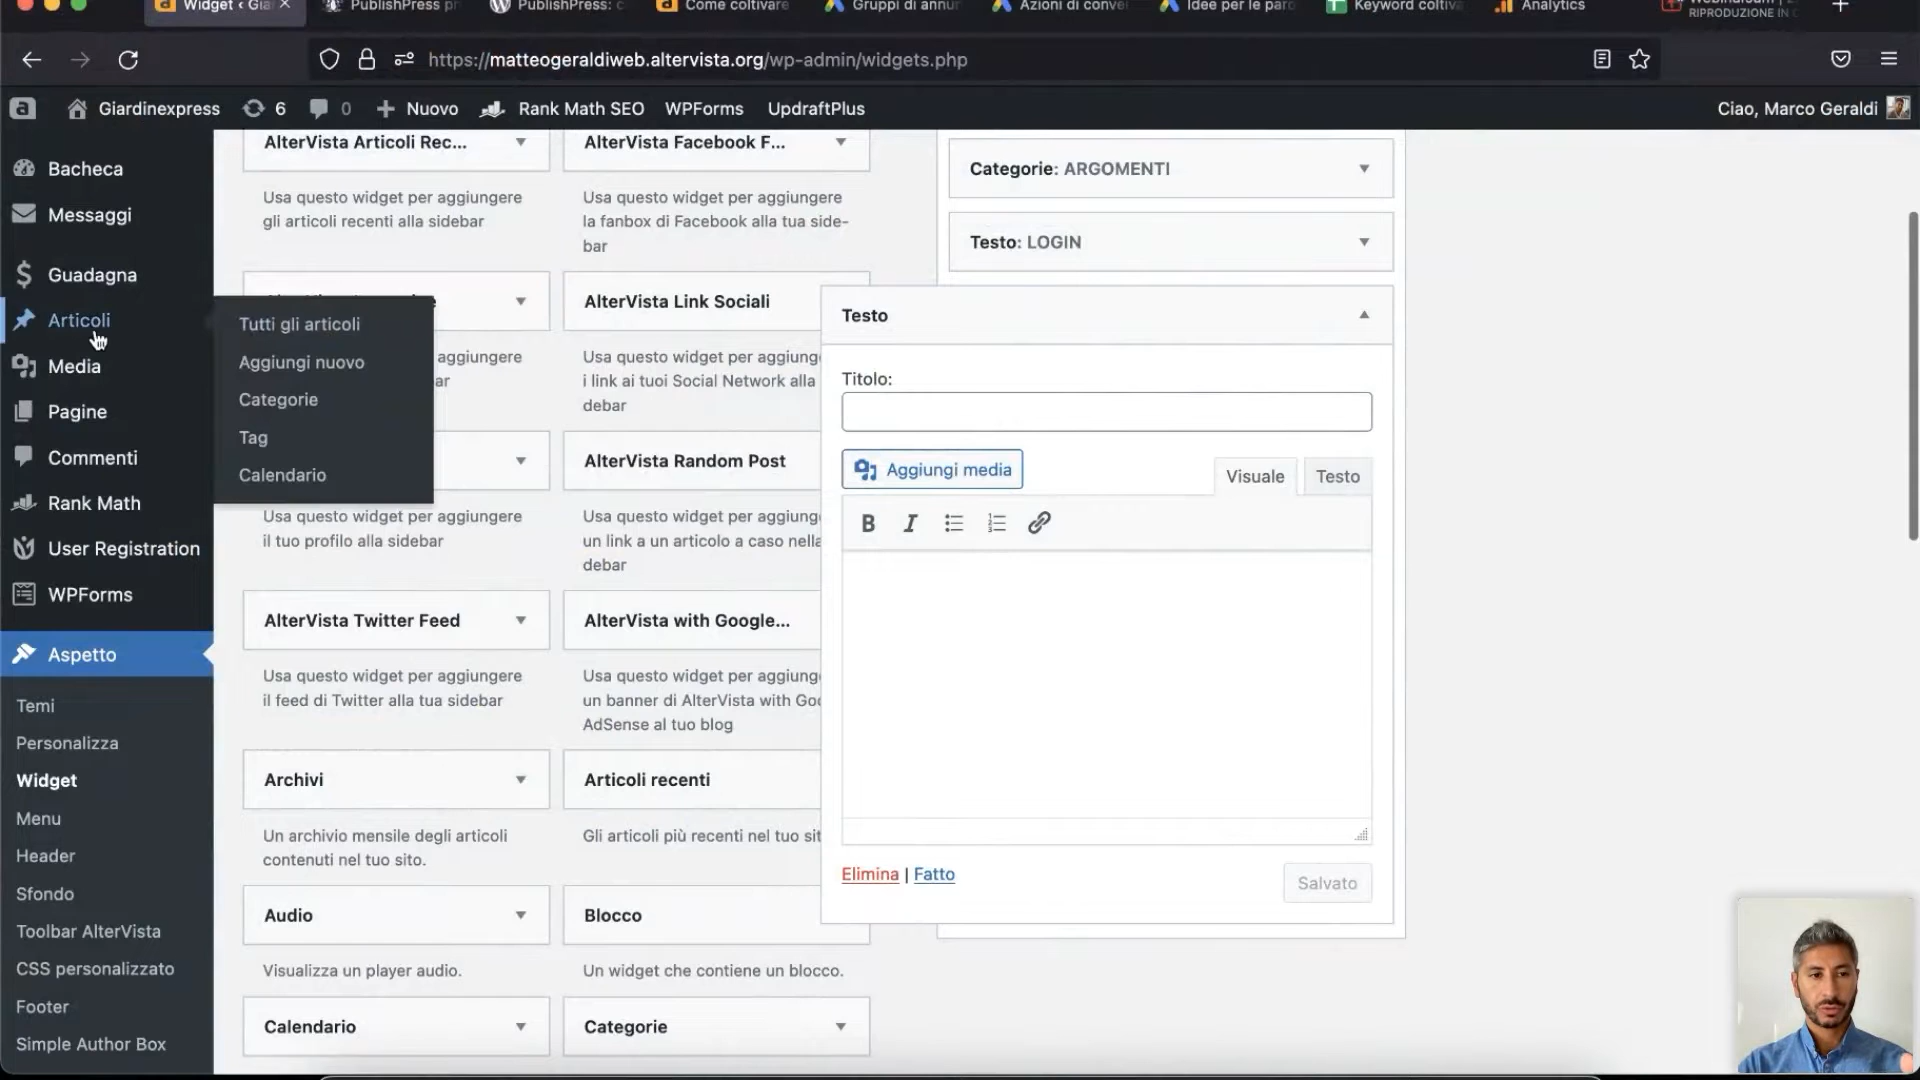 Widget ‹ Gia
PublishPress
PublishPress:
Come coltivare
Gruppi di annu
Azioni di conve
Idee per le paro
Keyword coltiva
Analytics
RIPRODUZIONE IN
https://matteogeraldiweb.altervista.org/wp-admin/widgets.php
Giardinexpress
6
0
Nuovo
Rank Math SEO
WPForms
UpdraftPlus
Ciao, Marco Geraldi
Bacheca
Messaggi
Guadagna
Articoli
Media
Pagine
Commenti
Rank Math
User Registration
WPForms
Aspetto
Temi
Personalizza
Widget
Menu
Header
Sfondo
Toolbar AlterVista
CSS personalizzato
Footer
Simple Author Box
Tutti gli articoli
Aggiungi nuovo
Categorie
Tag
Calendario
AlterVista Articoli Rec...
Usa questo widget per aggiungere
gli articoli recenti alla sidebar
AlterVista Facebook F...
Usa questo widget per aggiungere
la fanbox di Facebook alla tua side-
bar
aggiungere
ar
AlterVista Link Sociali
Usa questo widget per aggiung
i link ai tuoi Social Network alla
debar
Usa questo widget per aggiungere
il tuo profilo alla sidebar
AlterVista Random Post
Usa questo widget per aggiung
un link a un articolo a caso nella
debar
AlterVista Twitter Feed
Usa questo widget per aggiungere
il feed di Twitter alla tua sidebar
AlterVista with Google...
Usa questo widget per aggiung
un banner di AlterVista with Goo
AdSense al tuo blog
Archivi
Un archivio mensile degli articoli
contenuti nel tuo sito.
Articoli recenti
Gli articoli più recenti nel tuo sit
Audio
Visualizza un player audio.
Blocco
Un widget che contiene un blocco.
Calendario
Categorie
Categorie: ARGOMENTI
Testo: LOGIN
Testo
Titolo:
Aggiungi media
Visuale
Testo
Elimina | Fatto
Salvato